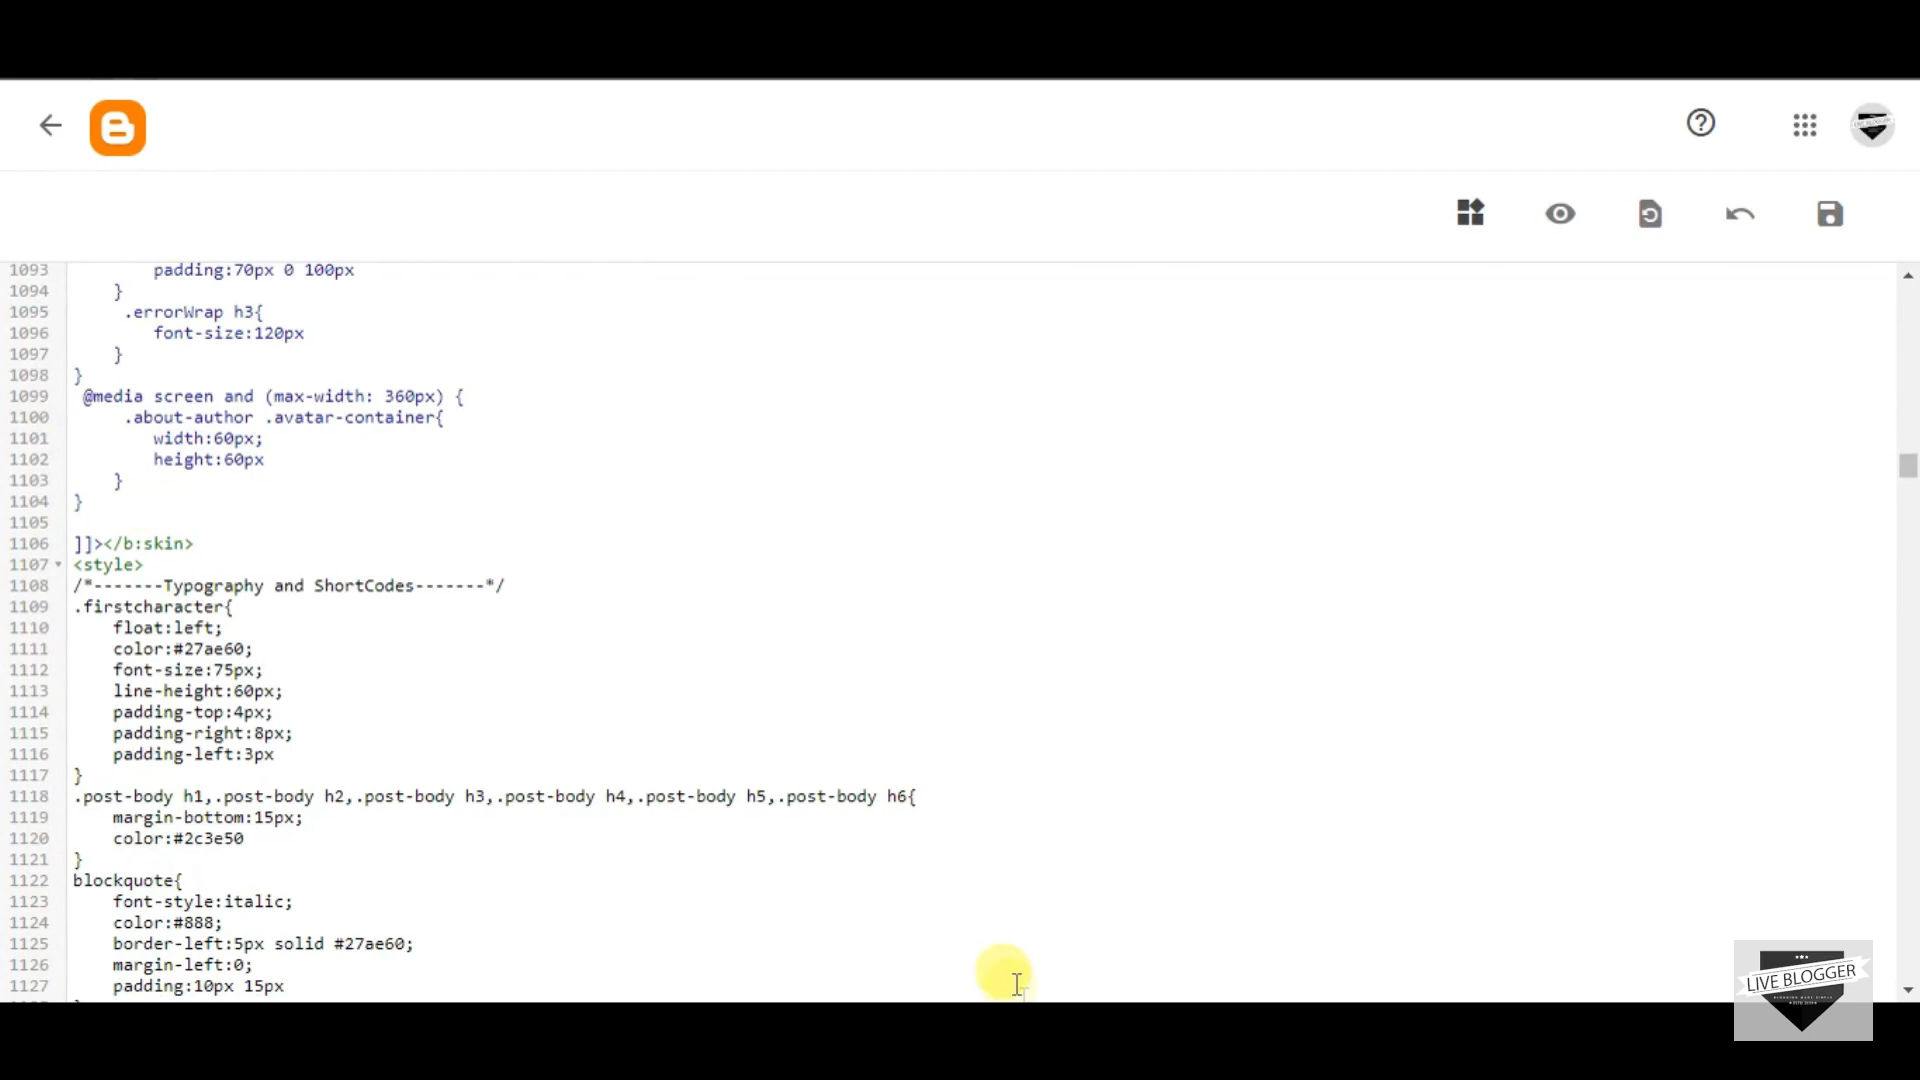 1093 padding:70px 0 100px
1094 }
1095 .errorWrap h3{
1096 font-size:120px
1097 }
1098 }
1099 @media screen and (max-width: 360px) {
1100 .about-author .avatar-container{
1101 width:60px;
1102 height:60px
1103 }
1104 }
1105
1106 ]]></b:skin>
1107 <style>
1108 /*-------Typography and ShortCodes-------*/
1109 .firstcharacter{
1110 float:left;
1111 color:#27ae60;
1112 font-size:75px;
1113 line-height:60px;
1114 padding-top:4px;
1115 padding-right:8px;
1116 padding-left:3px
1117 }
1118 .post-body h1,.post-body h2,.post-body h3,.post-body h4,.post-body h5,.post-body h6{
1119 margin-bottom:15px;
1120 color:#2c3e50
1121 }
1122 blockquote{
1123 font-style:italic;
1124 color:#888;
1125 border-left:5px solid #27ae60;
1126 margin-left:0;
1127 padding:10px 15px
LIVE BLOGGER